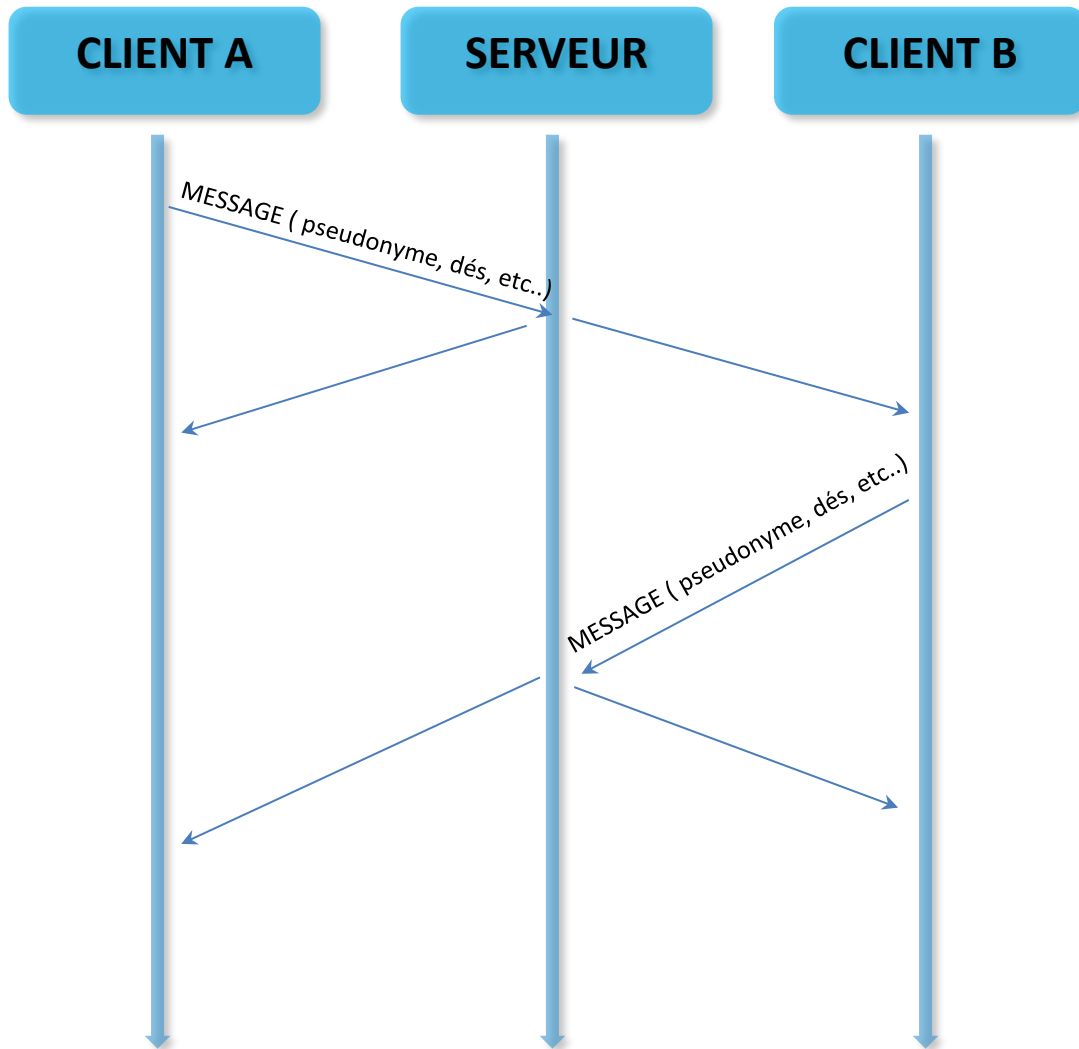 CLIENT A
SERVEUR
CLIENT B
MESSAGE ( pseudonyme, dés, etc..)
MESSAGE ( pseudonyme, dés, etc..)